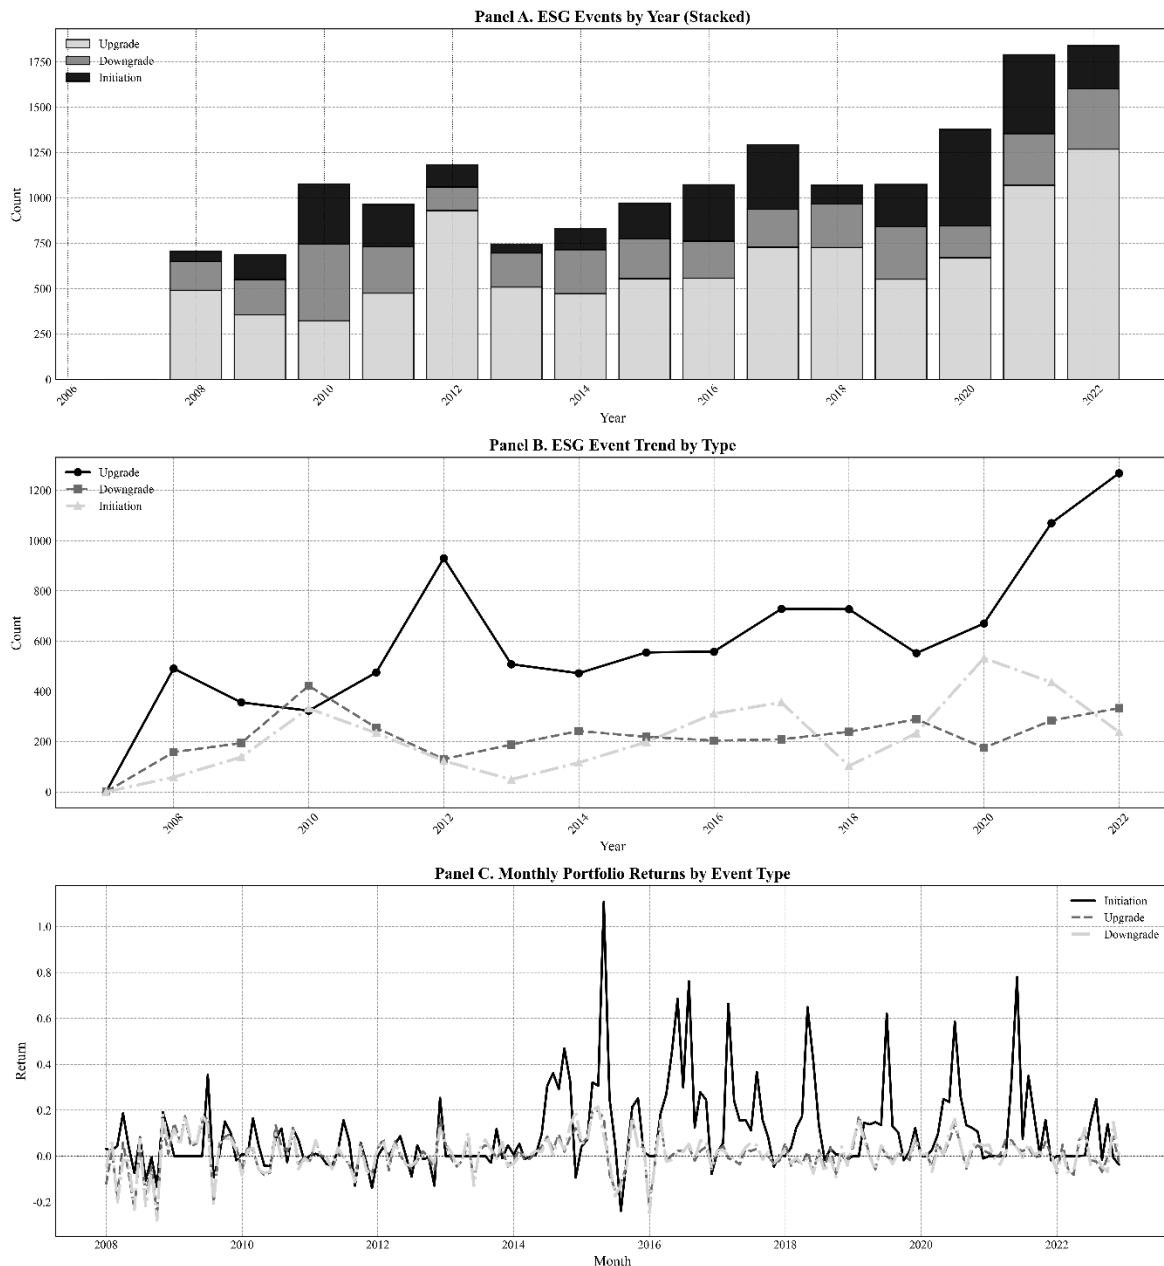 Panel A. ESG Events by Year (Stacked)
Upgrade
Downgrade
Initiation
1750
1500
1250
1000
750
500
250
0
Count
2006
2008
2010
2012
2014
2016
2018
2020
2022
Year
Panel B. ESG Event Trend by Type
Upgrade
Downgrade
Initiation
1200
1000
800
600
400
200
0
Count
2008
2010
2012
2014
2016
2018
2020
2022
Year
Panel C. Monthly Portfolio Returns by Event Type
Initiation
Upgrade
Downgrade
1.0
0.8
0.6
0.4
0.2
0.0
-0.2
Return
2008
2010
2012
2014
2016
2018
2020
2022
Month